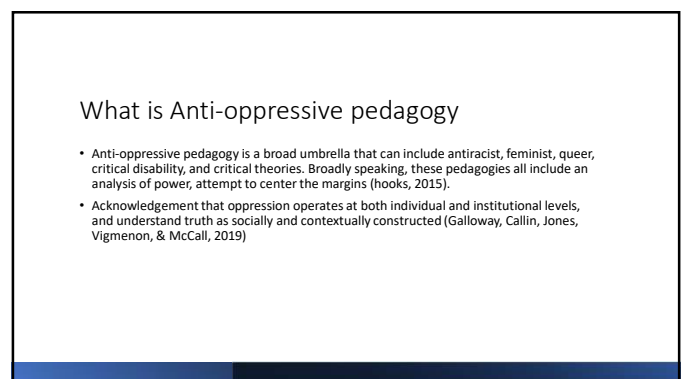 What is Anti-oppressive pedagogy
• Anti-oppressive pedagogy is a broad umbrella that can include antiracist, feminist, queer,
critical disability, and critical theories. Broadly speaking, these pedagogies all include an
analysis of power, attempt to center the margins (hooks, 2015).
• Acknowledgement that oppression operates at both individual and institutional levels,
and understand truth as socially and contextually constructed (Galloway, Callin, Jones,
Vigmenon, & McCall, 2019)